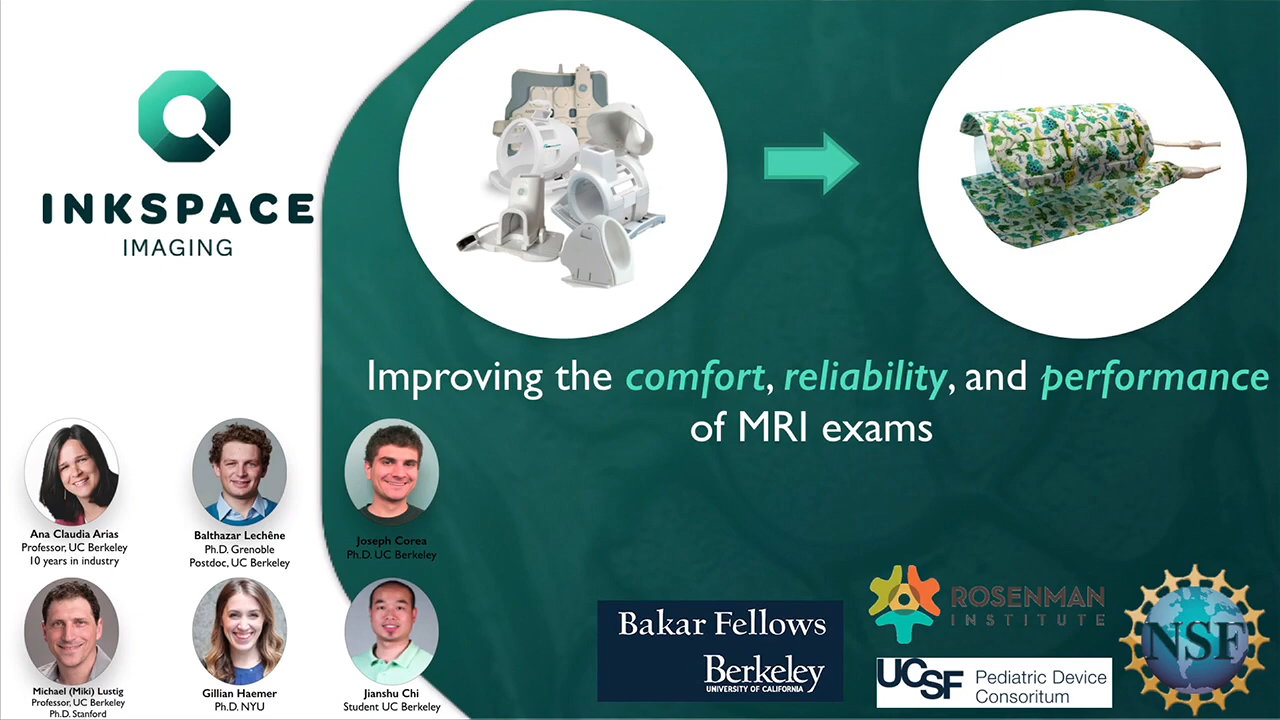 INKSPACE
IMAGING
Improving the comfort, reliability, and performance
of MRI exams
Ana Claudia Arias
Professor, UC Berkeley
10 years in industry
Balthazar Lechêne
Ph.D. Grenoble
Postdoc, UC Berkeley
Joseph Corea
Ph.D. UC Berkeley
Michael (Miki) Lustig
Professor, UC Berkeley
Ph.D. Stanford
Gillian Haemer
Ph.D. NYU
Jianshu Chi
Student UC Berkeley
Bakar Fellows
Berkeley
UNIVERSITY OF CALIFORNIA
ROSENMAN
INSTITUTE
UCSF Pediatric Device
Consoritum
NSF